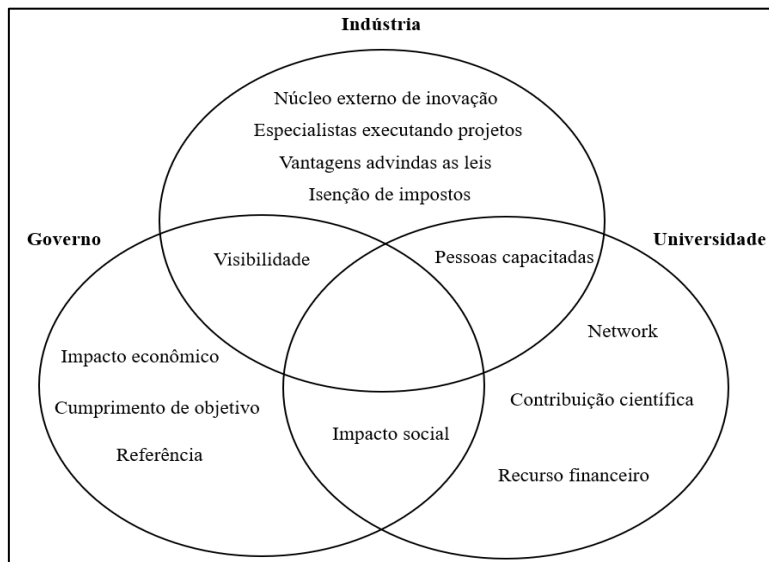 Indústria
Núcleo externo de inovação
Especialistas executando projetos
Vantagens advindas as leis
Isenção de impostos
Governo
Universidade
Visibilidade
Pessoas capacitadas
Network
Impacto econômico
Contribuição científica
Cumprimento de objetivo
Impacto social
Referência
Recurso financeiro